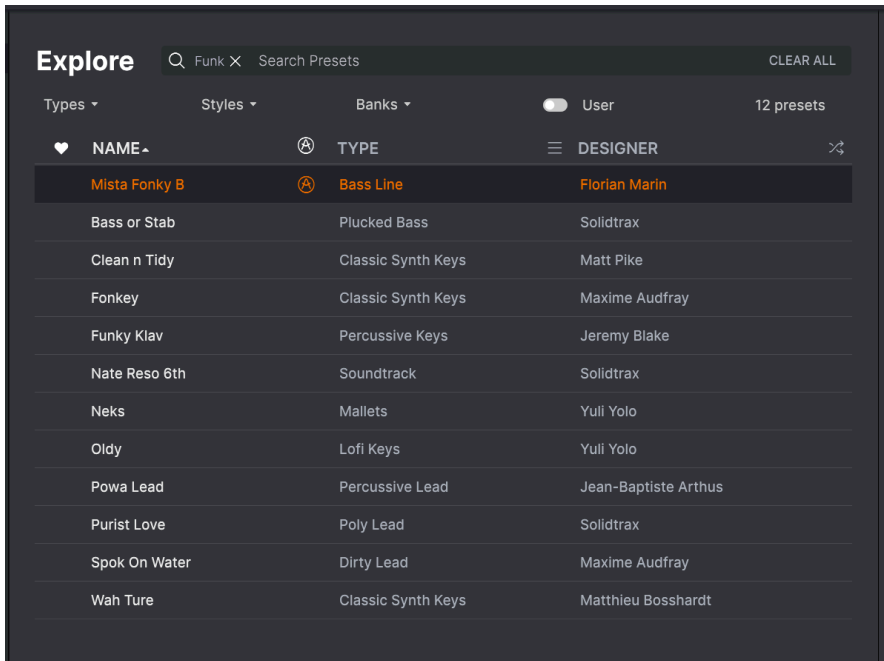 Explore Funk Search Presets CLEAR ALL
Types Styles Banks User 12 presets
NAME TYPE DESIGNER
Mista Fonky B Bass Line Florian Marin
Bass or Stab Plucked Bass Solidtrax
Clean n Tidy Classic Synth Keys Matt Pike
Fonkey Classic Synth Keys Maxime Audfray
Funky Klav Percussive Keys Jeremy Blake
Nate Reso 6th Soundtrack Solidtrax
Neks Mallets Yuli Yolo
Oldy Lofi Keys Yuli Yolo
Powa Lead Percussive Lead Jean-Baptiste Arthus
Purist Love Poly Lead Solidtrax
Spok On Water Dirty Lead Maxime Audfray
Wah Ture Classic Synth Keys Matthieu Bosshardt